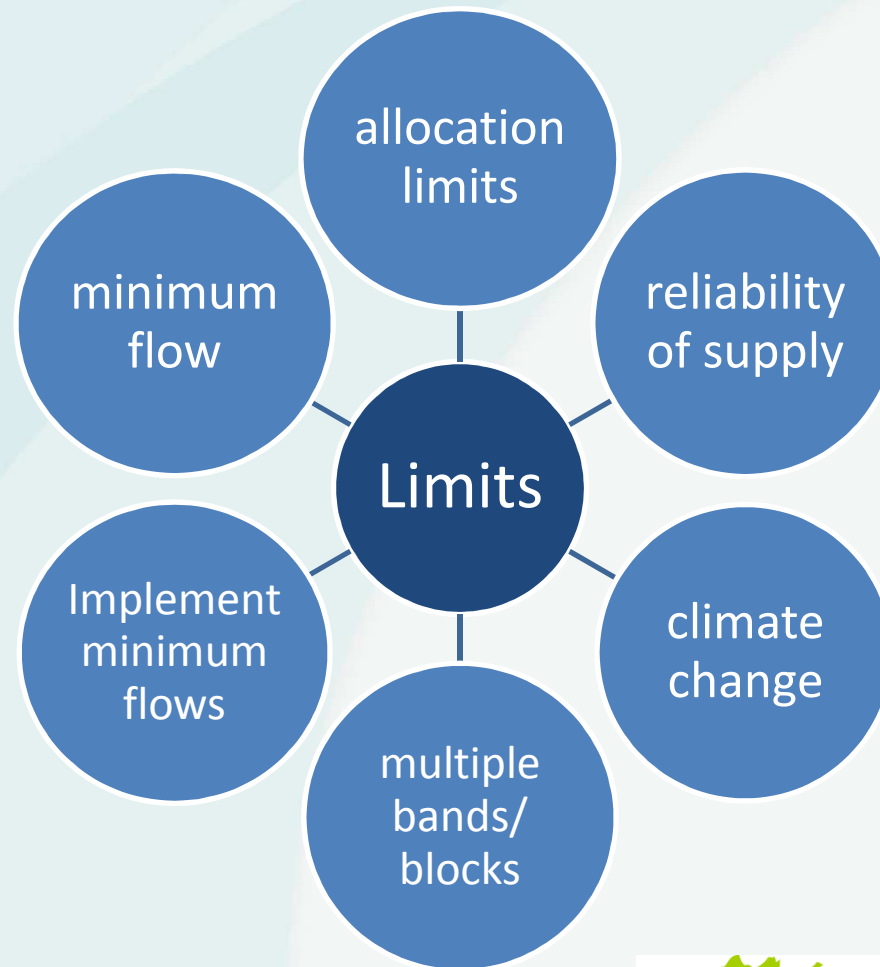 allocation
limits
reliability
of supply
climate
change
multiple
bands/
blocks
Implement
minimum
flows
minimum
flow
Limits